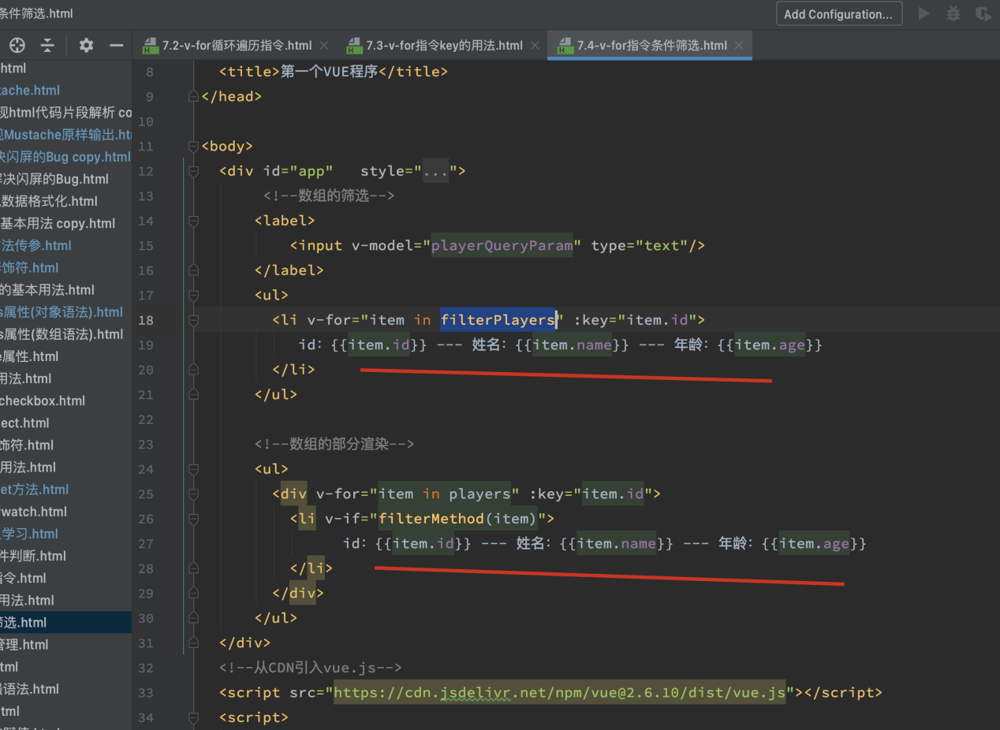 条件筛选.html
Add Configuration...
7.2-v-for循环遍历指令.html
7.3-v-for指令key的用法.html
7.4-v-for指令条件筛选.html
html
tache.html
现html代码片段解析 co
现Mustache原样输出.ht
决闪屏的Bug copy.html
解决闪屏的Bug.html
数据格式化.html
基本用法 copy.html
方法传参.html
修饰符.html
的基本用法.html
s属性(对象语法).html
s属性(数组语法).html
e属性.html
用法.html
checkbox.html
ect.html
饰符.html
用法.html
et方法.html
watch.html
学习.html
件判断.html
指令.html
用法.html
筛选.html
管理.html
tml
强语法.html
tml
8 <title>第一个VUE程序</title>
9 </head>
10
11 <body>
12 <div id="app" style="...">
13 <!--数组的筛选-->
14 <label>
15 <input v-model="playerQueryParam" type="text"/>
16 </label>
17 <ul>
18 <li v-for="item in filterPlayers" :key="item.id">
19 id: {{item.id}} --- 姓名: {{item.name}} --- 年龄: {{item.age}}
20 </li>
21 </ul>
22
23 <!--数组的部分渲染-->
24 <ul>
25 <div v-for="item in players" :key="item.id">
26 <li v-if="filterMethod(item)">
27 id: {{item.id}} --- 姓名: {{item.name}} --- 年龄: {{item.age}}
28 </li>
29 </div>
30 </ul>
31 </div>
32 <!--从CDN引入vue.js-->
33 <script src="https://cdn.jsdelivr.net/npm/vue@2.6.10/dist/vue.js"></script>
34 <script>